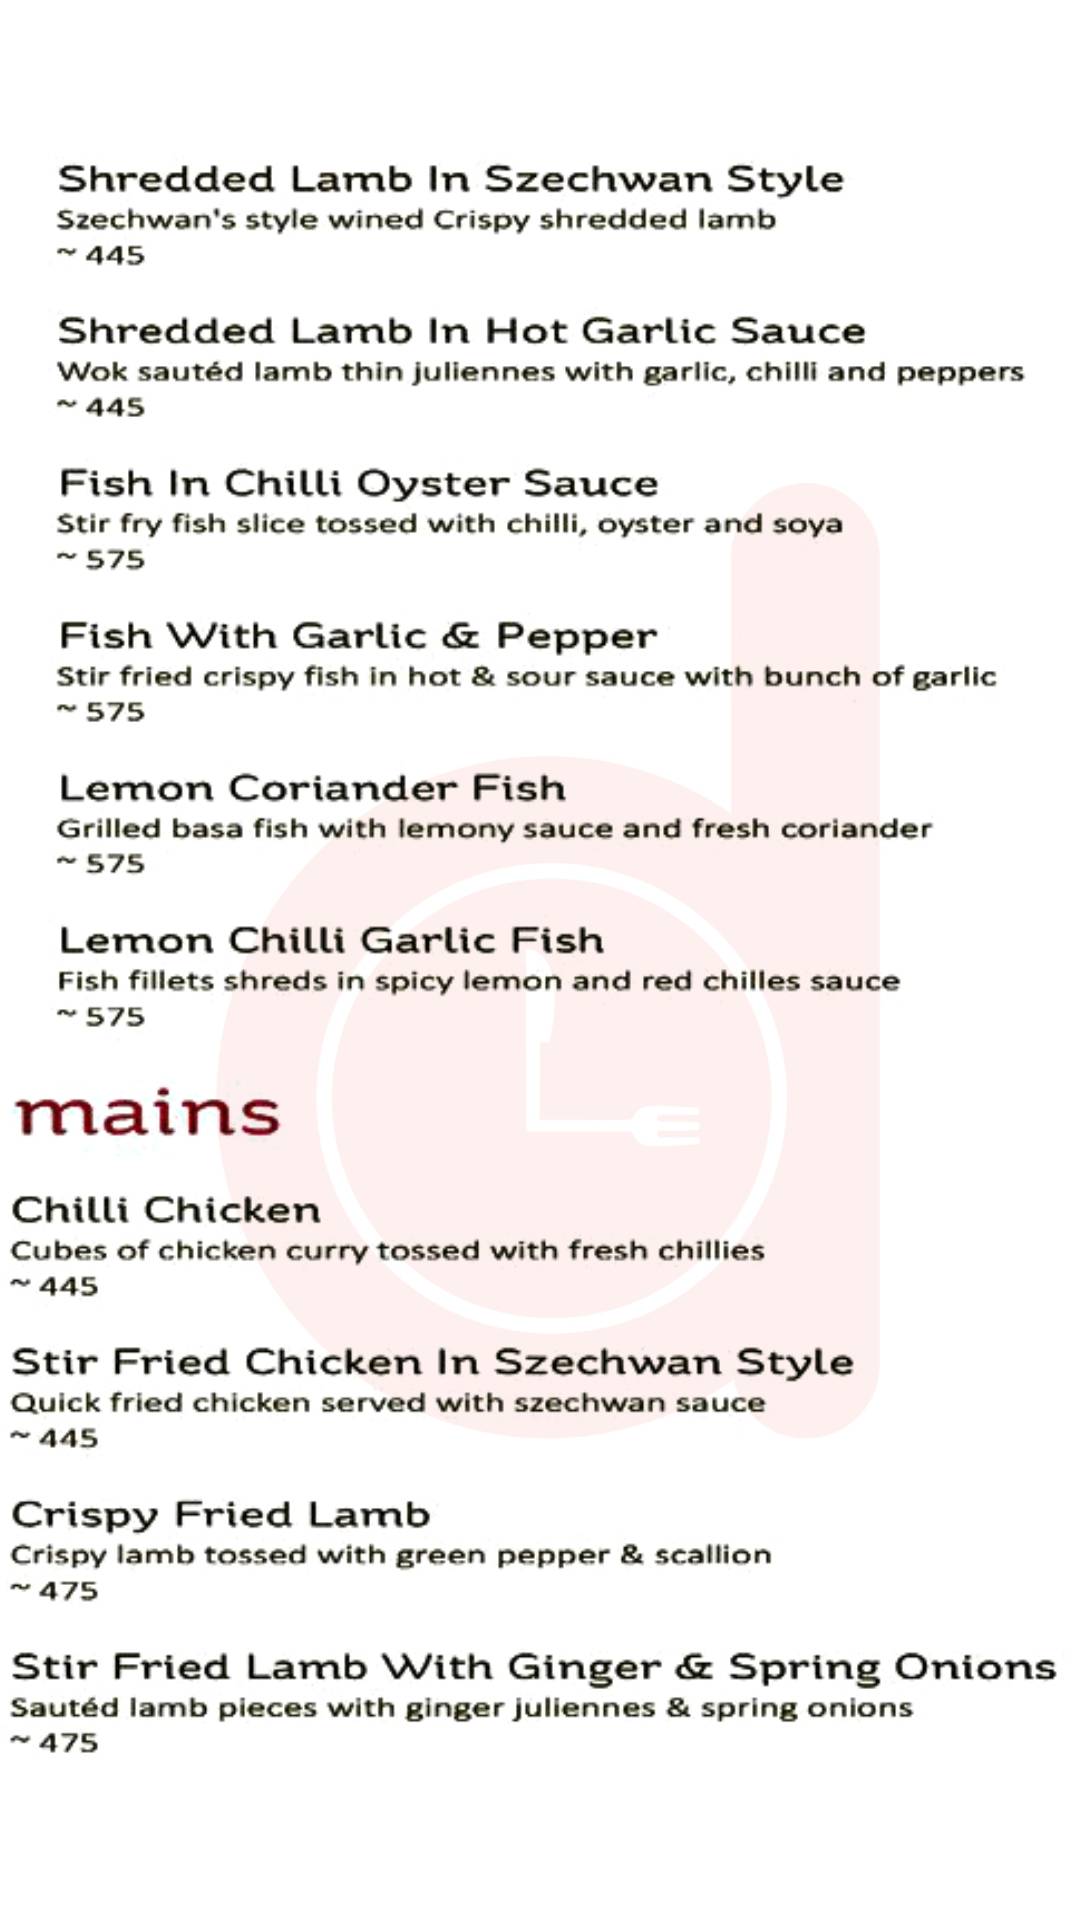 Shredded Lamb In Szechwan Style
Szechwan's style wined Crispy shredded lamb
~ 445
Shredded Lamb In Hot Garlic Sauce
Wok sautéd lamb thin juliennes with garlic, chilli and peppers
~ 445
Fish In Chilli Oyster Sauce
Stir fry fish slice tossed with chilli, oyster and soya
~ 575
Fish With Garlic & Pepper
Stir fried crispy fish in hot & sour sauce with bunch of garlic
~ 575
Lemon Coriander Fish
Grilled basa fish with lemony sauce and fresh coriander
~ 575
Lemon Chilli Garlic Fish
Fish fillets shreds in spicy lemon and red chilles sauce
~ 575
mains
Chilli Chicken
Cubes of chicken curry tossed with fresh chillies
~ 445
Stir Fried Chicken In Szechwan Style
Quick fried chicken served with szechwan sauce
~ 445
Crispy Fried Lamb
Crispy lamb tossed with green pepper & scallion
~ 475
Stir Fried Lamb With Ginger & Spring Onions
Sautéd lamb pieces with ginger juliennes & spring onions
~ 475